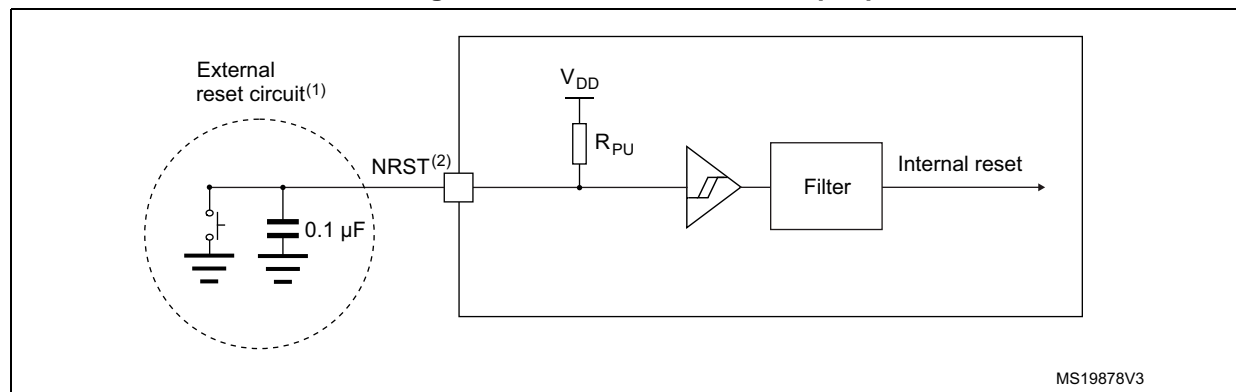 External
reset circuit(1)
VDD
RPU
NRST(2)
Filter
Internal reset
0.1 µF
MS19878V3